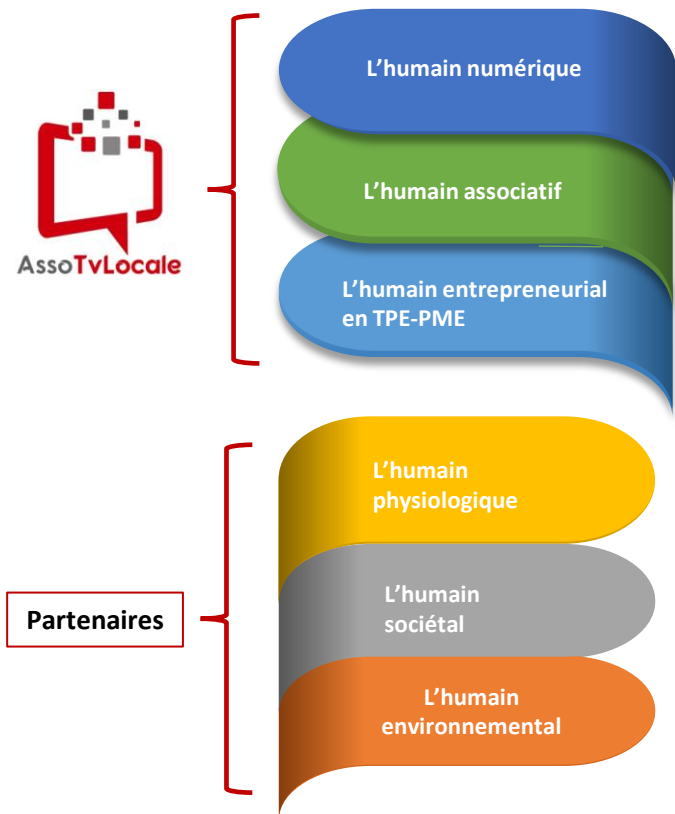 L’humain numérique
AssoTvLocale
L’humain associatif
L’humain entrepreneurial
en TPE-PME
L’humain
physiologique
Partenaires
L’humain
sociétal
L’humain
environnemental